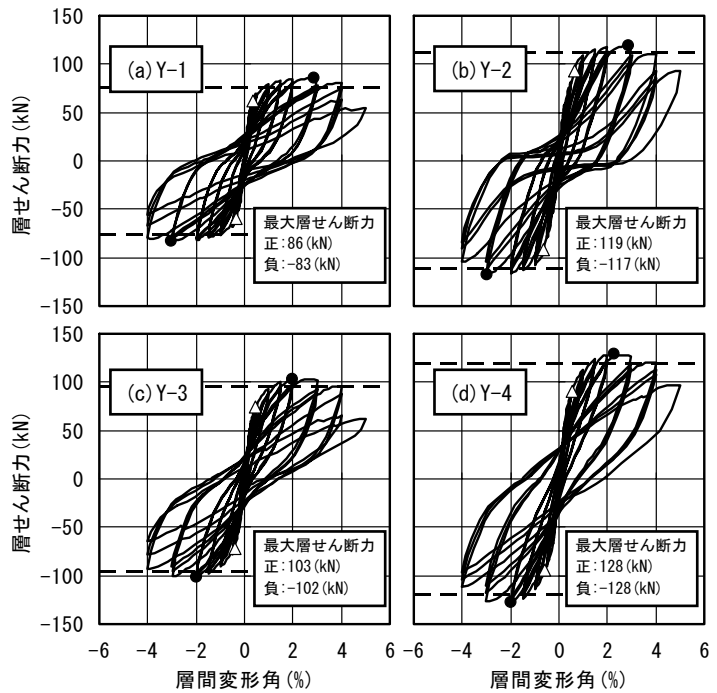 150
100
50
0
-50
-100
-150
層せん断力(kN)
(a)Y-1
最大層せん断力
正:86(kN)
負:-83(kN)
(b)Y-2
最大層せん断力
正:119(kN)
負:-117(kN)
150
100
50
0
-50
-100
-150
層せん断力(kN)
(c)Y-3
最大層せん断力
正:103(kN)
負:-102(kN)
-6 -4 -2 0 2 4 6
層間変形角(%)
(d)Y-4
最大層せん断力
正:128(kN)
負:-128(kN)
-6 -4 -2 0 2 4 6
層間変形角(%)